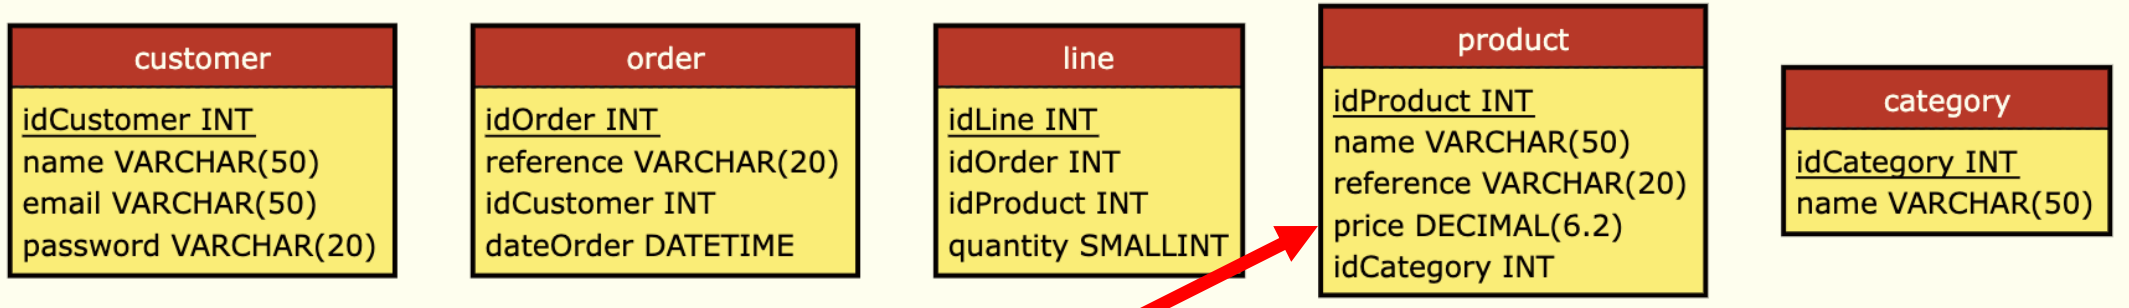 customer
idCustomer INT
name VARCHAR(50)
email VARCHAR(50)
password VARCHAR(20)
order
idOrder INT
reference VARCHAR(20)
idCustomer INT
dateOrder DATETIME
line
idLine INT
idOrder INT
idProduct INT
quantity SMALLINT
product
idProduct INT
name VARCHAR(50)
reference VARCHAR(20)
price DECIMAL(6.2)
idCategory INT
category
idCategory INT
name VARCHAR(50)